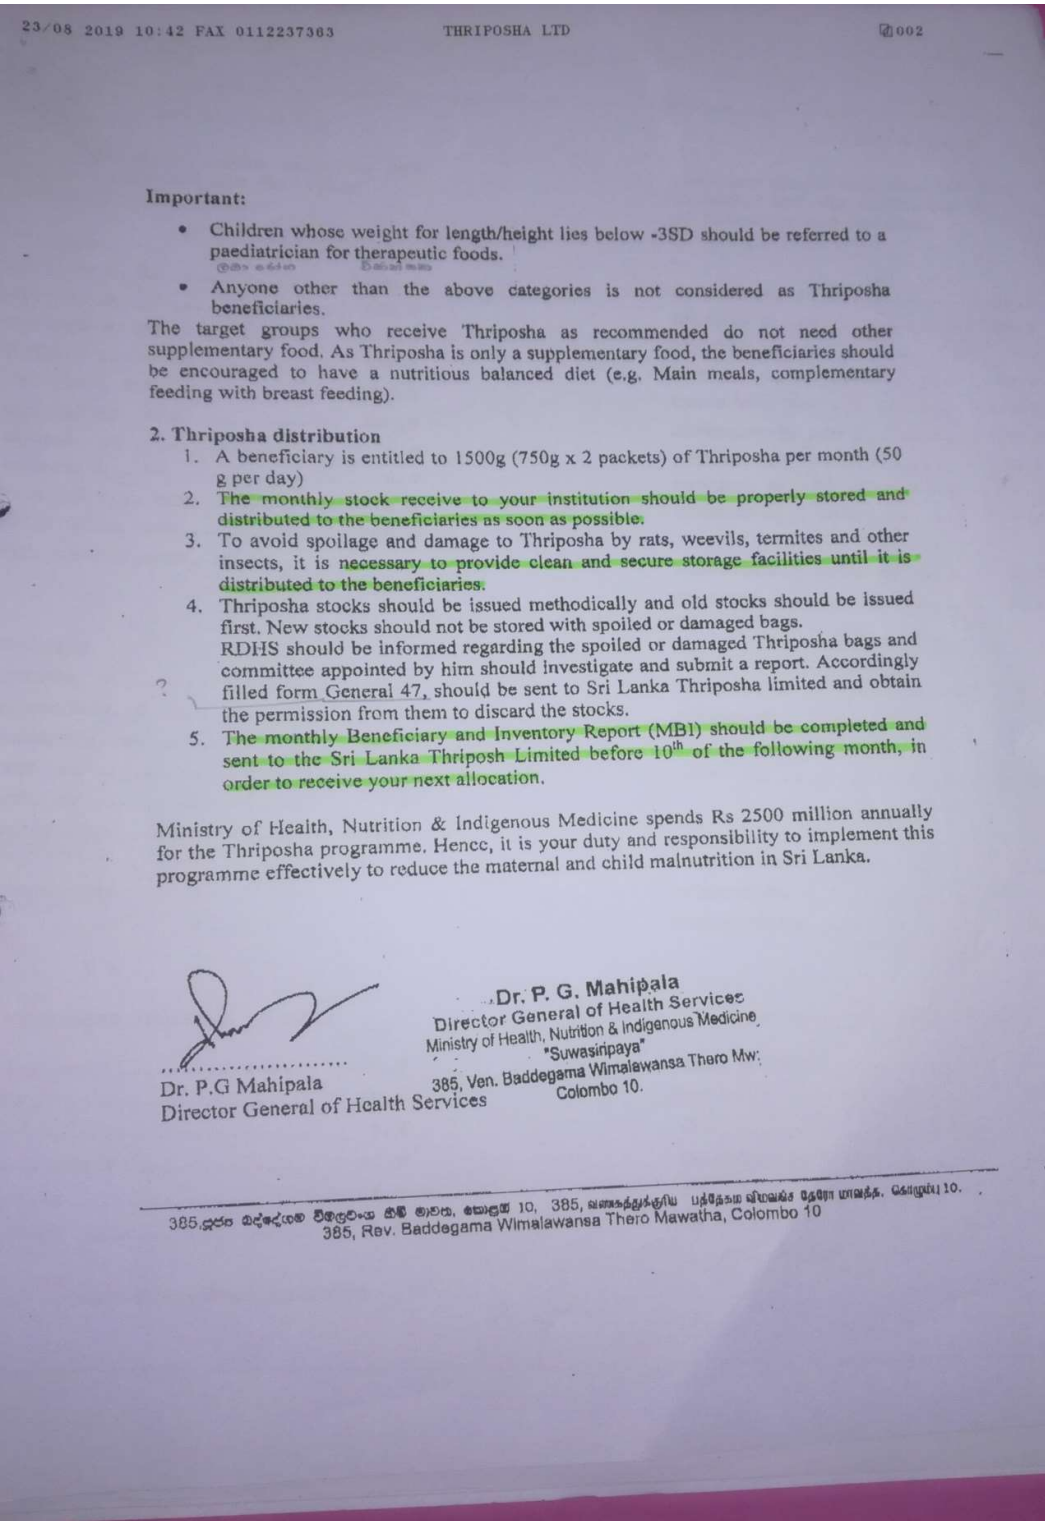 23/08 2019 10:42 FAX 0112237363 THRIPOSHA LTD 002
Important:
• Children whose weight for length/height lies below -3SD should be referred to a
paediatrician for therapeutic foods.
• Anyone other than the above categories is not considered as Thriposha
beneficiaries.
The target groups who receive Thriposha as recommended do not need other
supplementary food. As Thriposha is only a supplementary food, the beneficiaries should
be encouraged to have a nutritious balanced diet (e.g. Main meals, complementary
feeding with breast feeding).
2. Thriposha distribution
1. A beneficiary is entitled to 1500g (750g x 2 packets) of Thriposha per month (50
g per day)
2. The monthly stock receive to your institution should be properly stored and
distributed to the beneficiaries as soon as possible.
3. To avoid spoilage and damage to Thriposha by rats, weevils, termites and other
insects, it is necessary to provide clean and secure storage facilities until it is
distributed to the beneficiaries.
4. Thriposha stocks should be issued methodically and old stocks should be issued
first. New stocks should not be stored with spoiled or damaged bags.
RDHS should be informed regarding the spoiled or damaged Thriposha bags and
committee appointed by him should investigate and submit a report. Accordingly
? filled form General 47, should be sent to Sri Lanka Thriposha limited and obtain
the permission from them to discard the stocks.
5. The monthly Beneficiary and Inventory Report (MB1) should be completed and
sent to the Sri Lanka Thriposh Limited before 10th of the following month, in
order to receive your next allocation.
Ministry of Health, Nutrition & Indigenous Medicine spends Rs 2500 million annually
for the Thriposha programme. Hence, it is your duty and responsibility to implement this
programme effectively to reduce the maternal and child malnutrition in Sri Lanka.
Dr. P.G Mahipala
Director General of Health Services
Dr. P. G. Mahipala
Director General of Health Services
Ministry of Health, Nutrition & Indigenous Medicine
"Suwasiripaya"
385, Ven. Baddegama Wimalawansa Thero Mw:
Colombo 10.
385, පූජ්‍ය බද්දේගම විමලවංශ හිමි මාවත, කොළඹ 10, 385, வணக்கத்துக்குரிய பத்தேகம விமலவங்ச தேரோ மாவத்த, கொழும்பு 10.
385, Rev. Baddegama Wimalawansa Thero Mawatha, Colombo 10